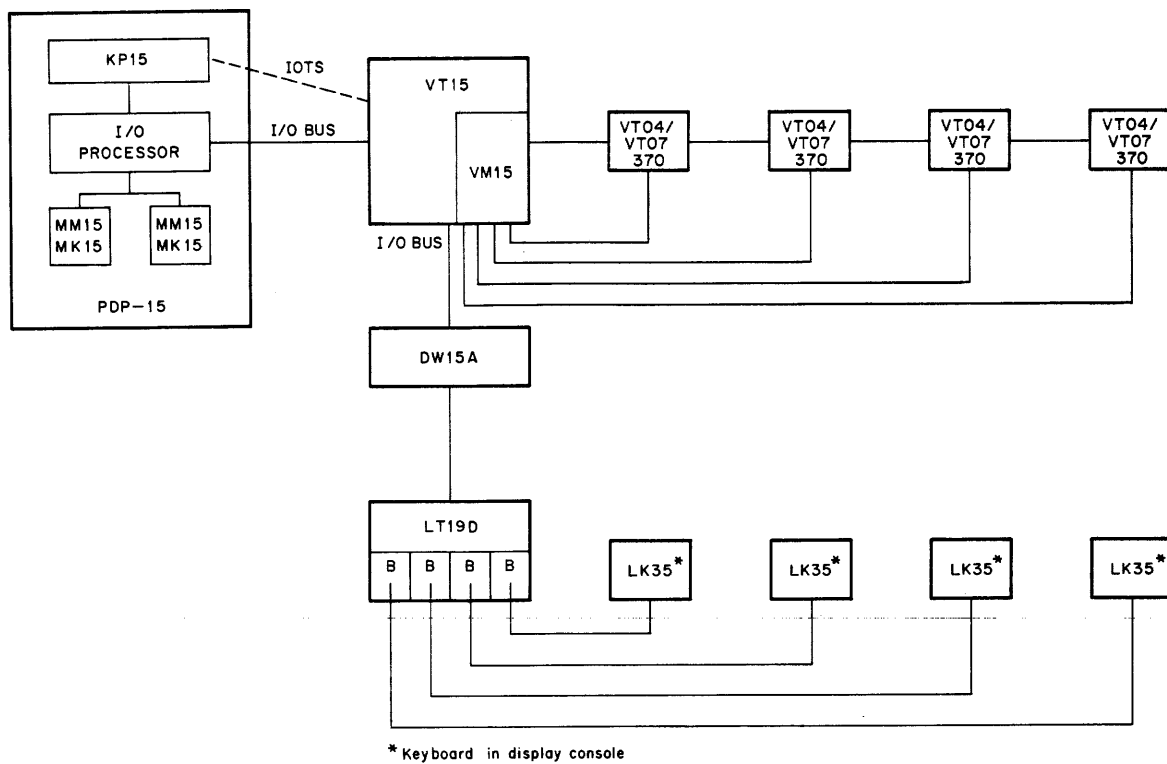 KP15
IOTS
I/O
PROCESSOR
I/O BUS
MM15
MK15
MM15
MK15
PDP-15
VT15
VM15
VT04/
VT07
370
VT04/
VT07
370
VT04/
VT07
370
VT04/
VT07
370
I/O BUS
DW15A
LT19D
B B B B
LK35*
LK35*
LK35*
LK35*
* Keyboard in display console